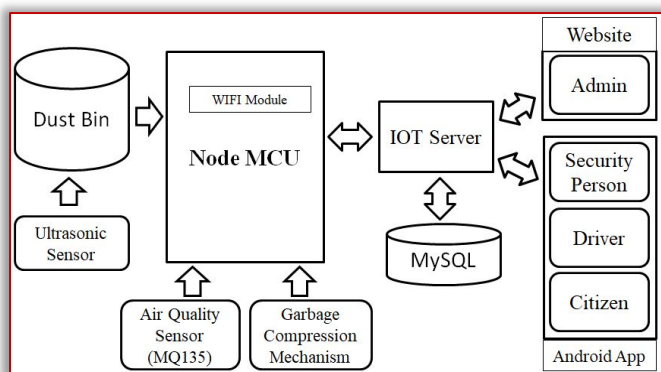 Website
Admin
Dust Bin
WIFI Module
Node MCU
IOT Server
Security
Person
Driver
Citizen
Android App
Ultrasonic
Sensor
MySQL
Air Quality
Sensor
(MQ135)
Garbage
Compression
Mechanism